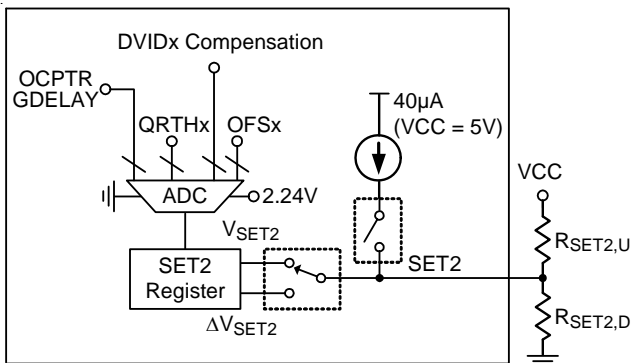 DVIDx Compensation
OCPTR
GDELAY
QRTHx
OFSx
40µA
(VCC = 5V)
VCC
ADC
2.24V
VSET2
RSET2,U
SET2
Register
SET2
ΔVSET2
RSET2,D